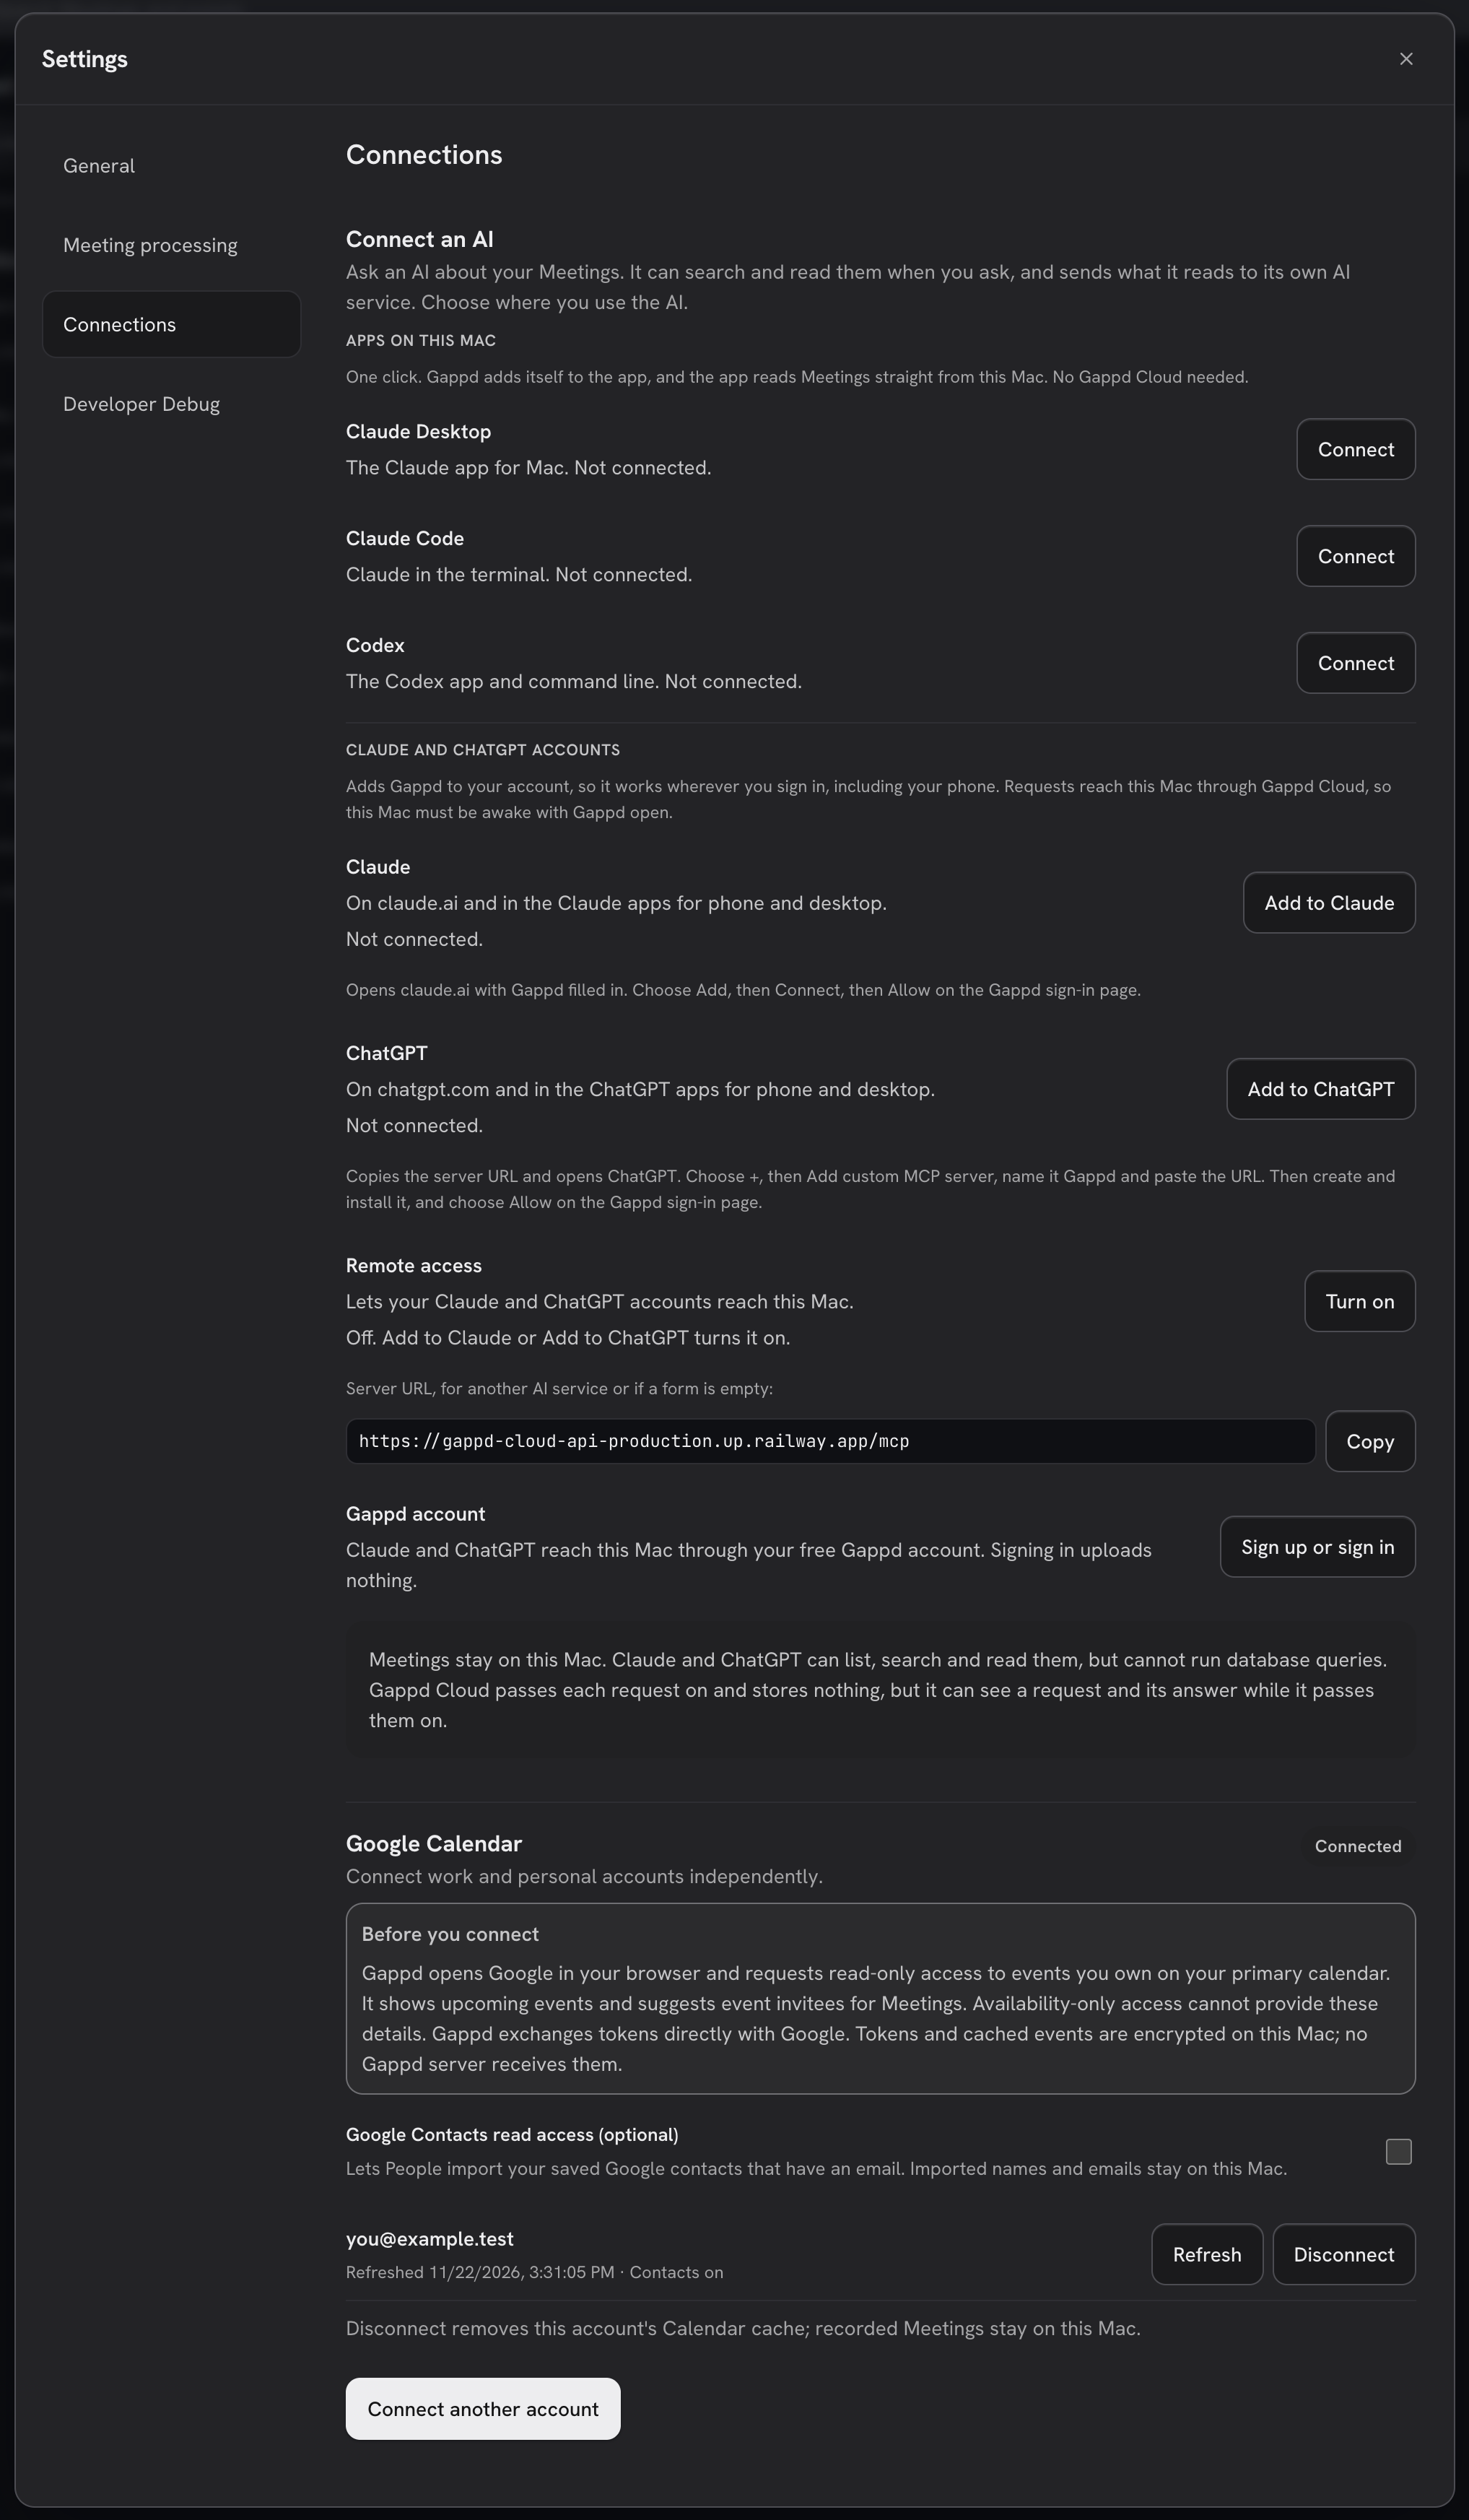 Settings
General
Meeting processing
Connections
Developer Debug
Connections
Connect an AI
Ask an AI about your Meetings. It can search and read them when you ask, and sends what it reads to its own AI
service. Choose where you use the AI.
APPS ON THIS MAC
One click. Gappd adds itself to the app, and the app reads Meetings straight from this Mac. No Gappd Cloud needed.
Claude Desktop
The Claude app for Mac. Not connected.
Connect
Claude Code
Claude in the terminal. Not connected.
Connect
Codex
The Codex app and command line. Not connected.
Connect
CLAUDE AND CHATGPT ACCOUNTS
Adds Gappd to your account, so it works wherever you sign in, including your phone. Requests reach this Mac through Gappd Cloud, so
this Mac must be awake with Gappd open.
Claude
On claude.ai and in the Claude apps for phone and desktop.
Not connected.
Add to Claude
Opens claude.ai with Gappd filled in. Choose Add, then Connect, then Allow on the Gappd sign-in page.
ChatGPT
On chatgpt.com and in the ChatGPT apps for phone and desktop.
Not connected.
Add to ChatGPT
Copies the server URL and opens ChatGPT. Choose +, then Add custom MCP server, name it Gappd and paste the URL. Then create and
install it, and choose Allow on the Gappd sign-in page.
Remote access
Lets your Claude and ChatGPT accounts reach this Mac.
Off. Add to Claude or Add to ChatGPT turns it on.
Turn on
Server URL, for another AI service or if a form is empty:
https://gappd-cloud-api-production.up.railway.app/mcp
Copy
Gappd account
Claude and ChatGPT reach this Mac through your free Gappd account. Signing in uploads
nothing.
Sign up or sign in
Meetings stay on this Mac. Claude and ChatGPT can list, search and read them, but cannot run database queries.
Gappd Cloud passes each request on and stores nothing, but it can see a request and its answer while it passes
them on.
Google Calendar
Connected
Connect work and personal accounts independently.
Before you connect
Gappd opens Google in your browser and requests read-only access to events you own on your primary calendar.
It shows upcoming events and suggests event invitees for Meetings. Availability-only access cannot provide these
details. Gappd exchanges tokens directly with Google. Tokens and cached events are encrypted on this Mac; no
Gappd server receives them.
Google Contacts read access (optional)
Lets People import your saved Google contacts that have an email. Imported names and emails stay on this Mac.
you@example.test
Refreshed 11/22/2026, 3:31:05 PM · Contacts on
Refresh
Disconnect
Disconnect removes this account's Calendar cache; recorded Meetings stay on this Mac.
Connect another account